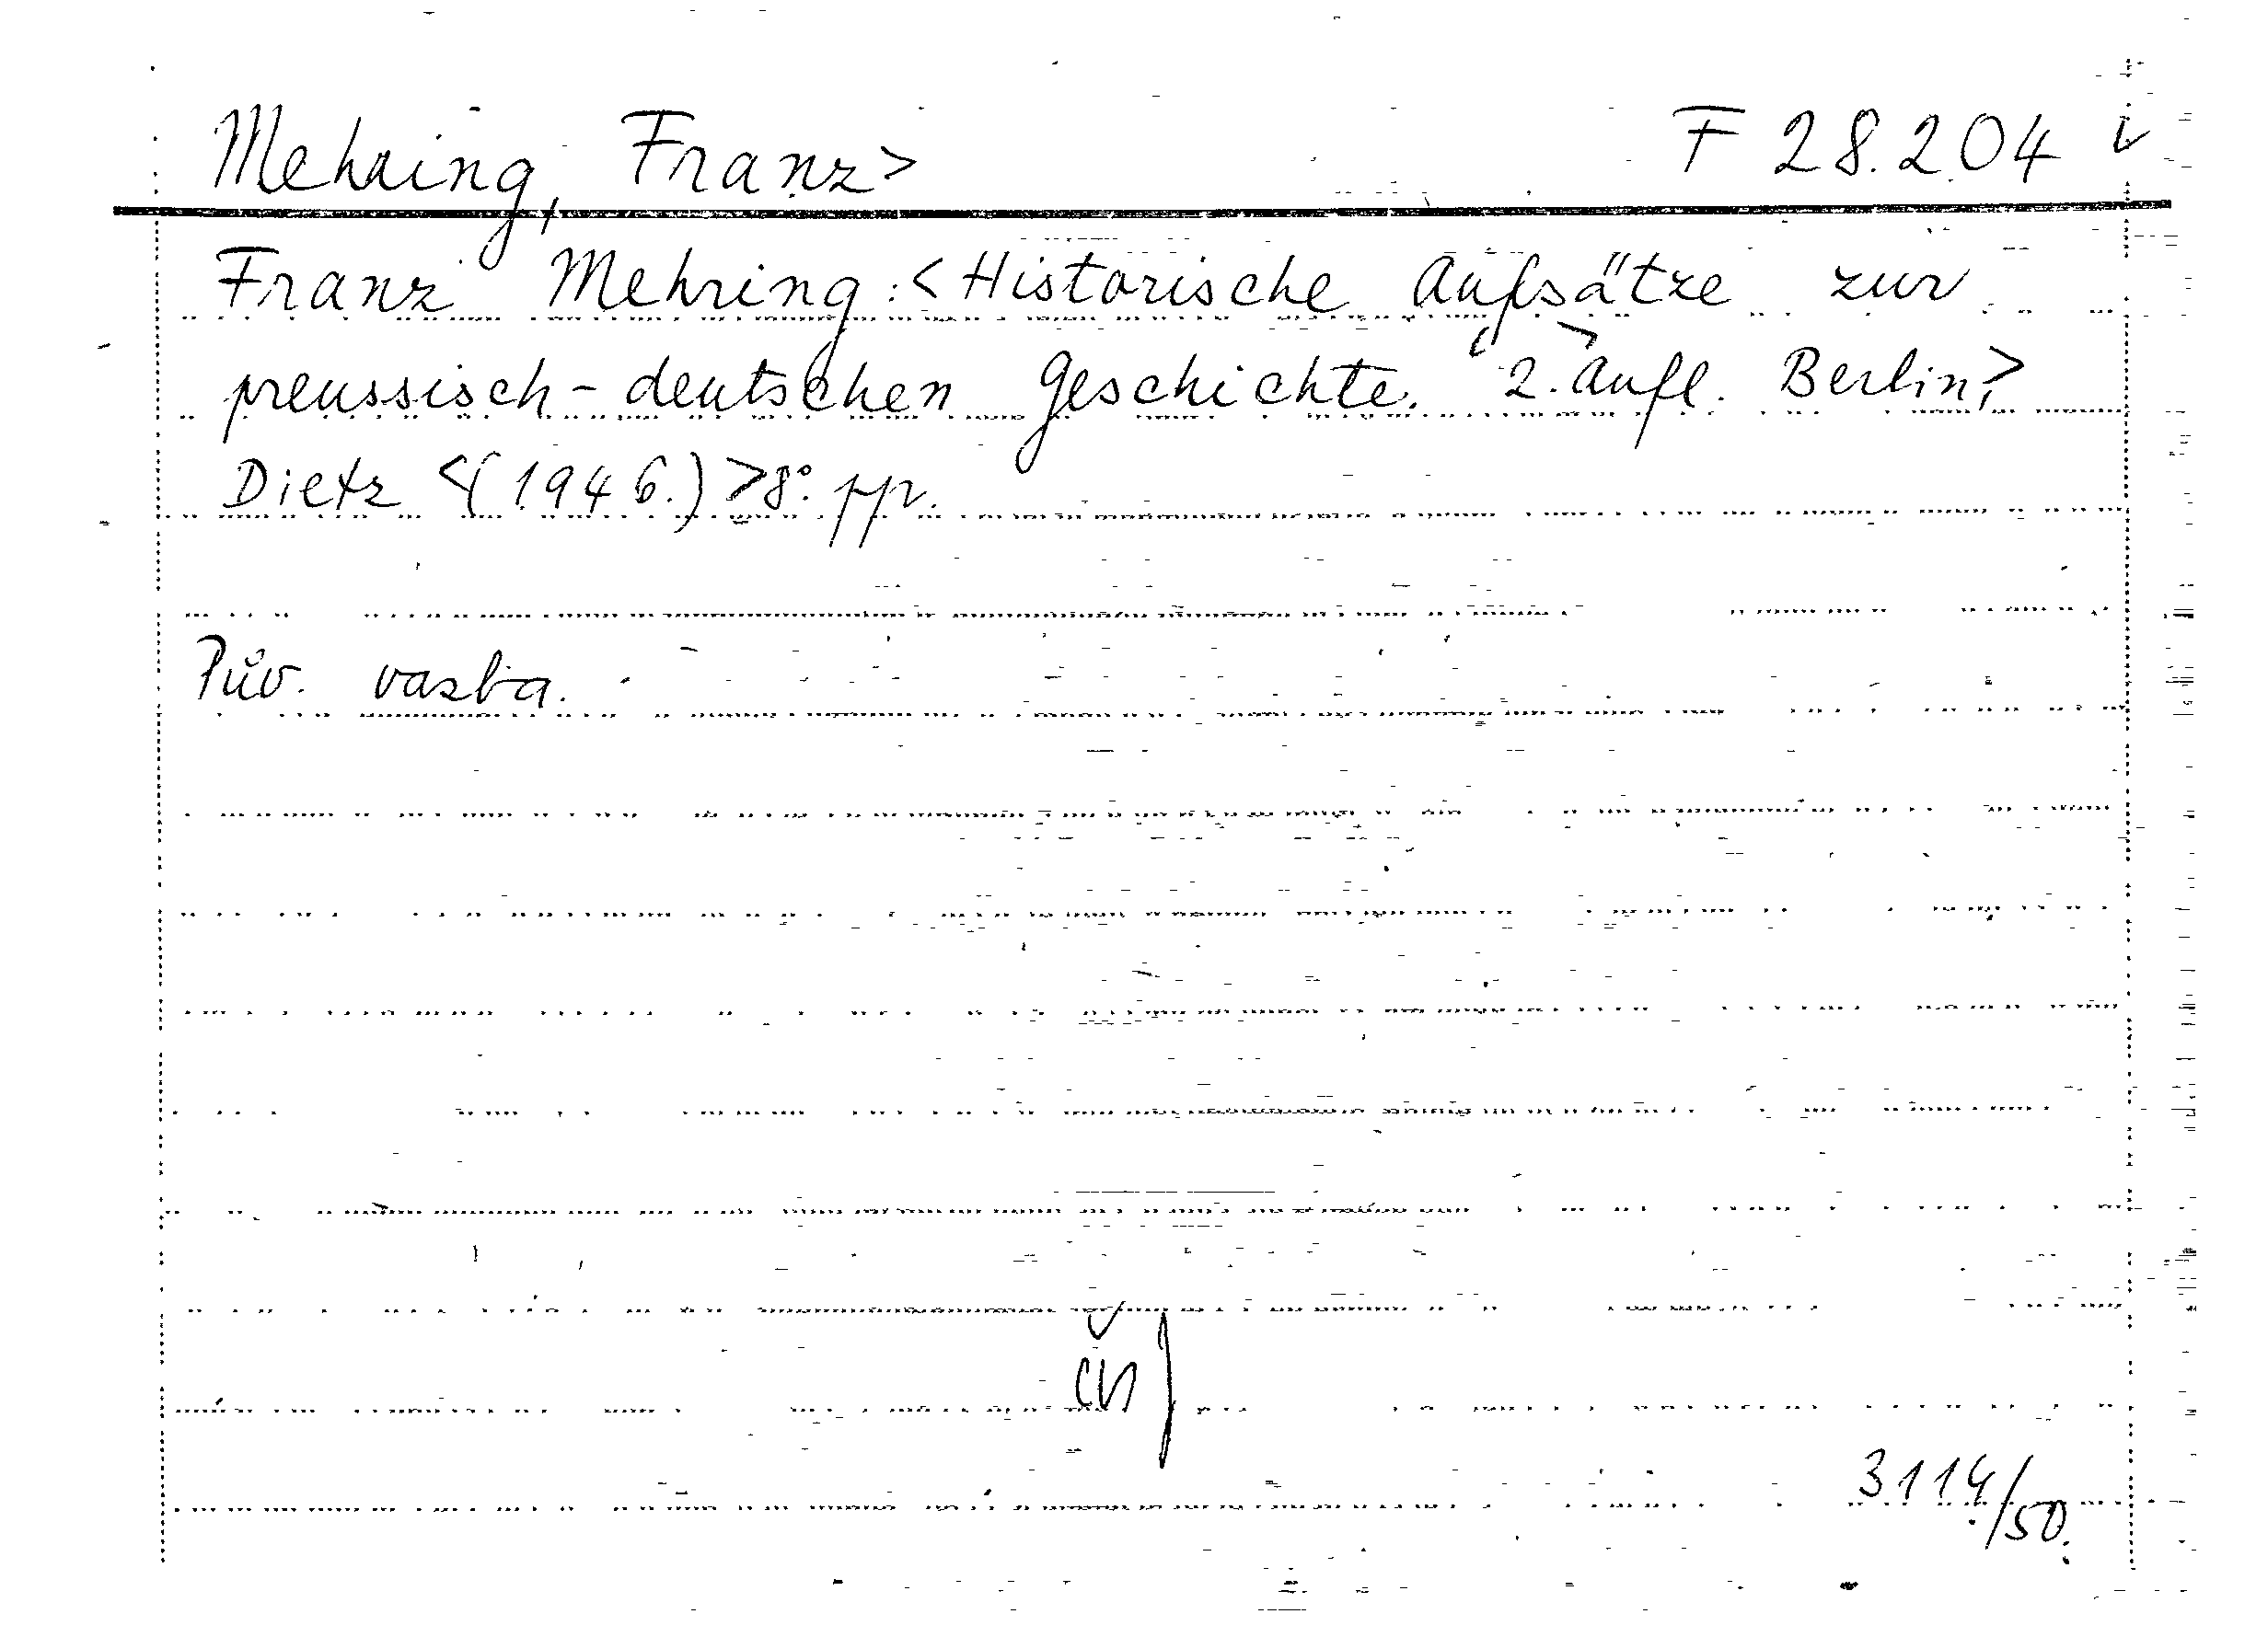 Mehring, Franz> F 28.204
Franz Mehring: <Historische Aufsätze zur
preussisch-deutschen Geschichte. 2. Aufl. Berlin,>
Dietz <(1946.)> 8°. pp.
Pův. vazba.
3114/50.